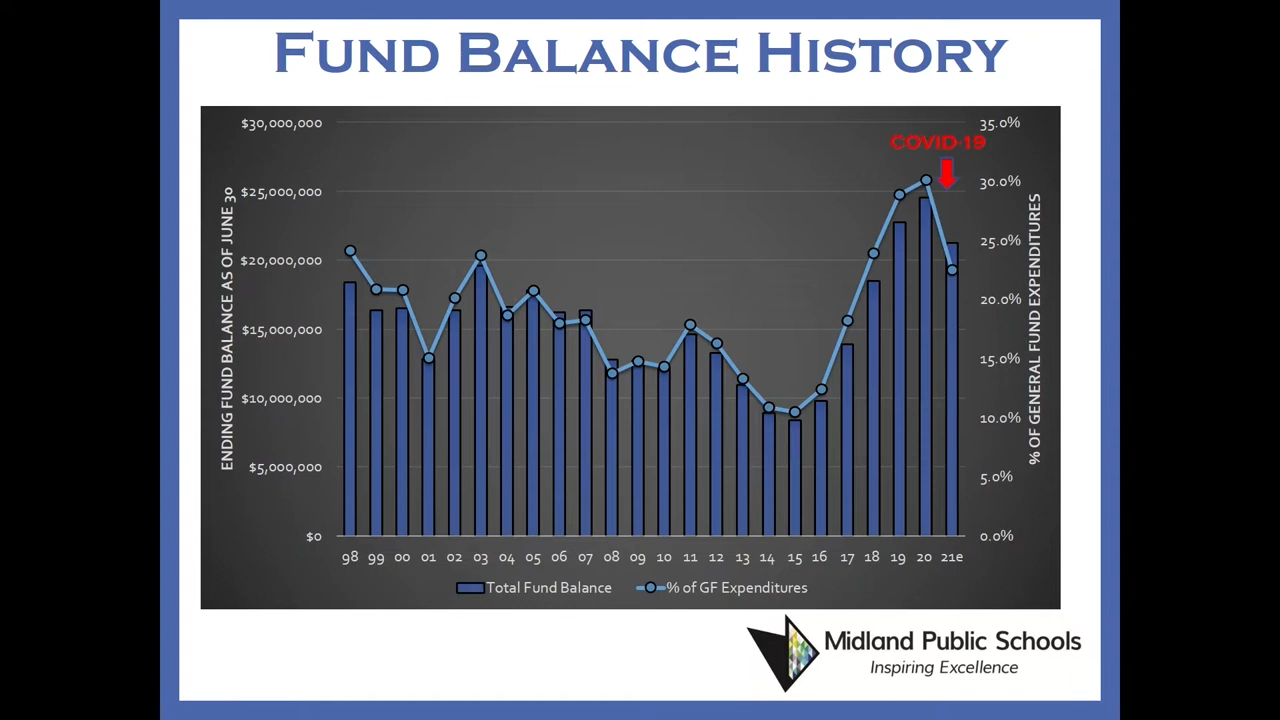 FUND BALANCE HISTORY
$30,000,000
$25,000,000
$20,000,000
$15,000,000
$10,000,000
$5,000,000
$0
ENDING FUND BALANCE AS OF JUNE 30
COVID-19
35.0%
30.0%
25.0%
20.0%
15.0%
10.0%
5.0%
0.0%
% OF GENERAL FUND EXPENDITURES
98 99 00 01 02 03 04 05 06 07 08 09 10 11 12 13 14 15 16 17 18 19 20 21e
Total Fund Balance % of GF Expenditures
Midland Public Schools
Inspiring Excellence